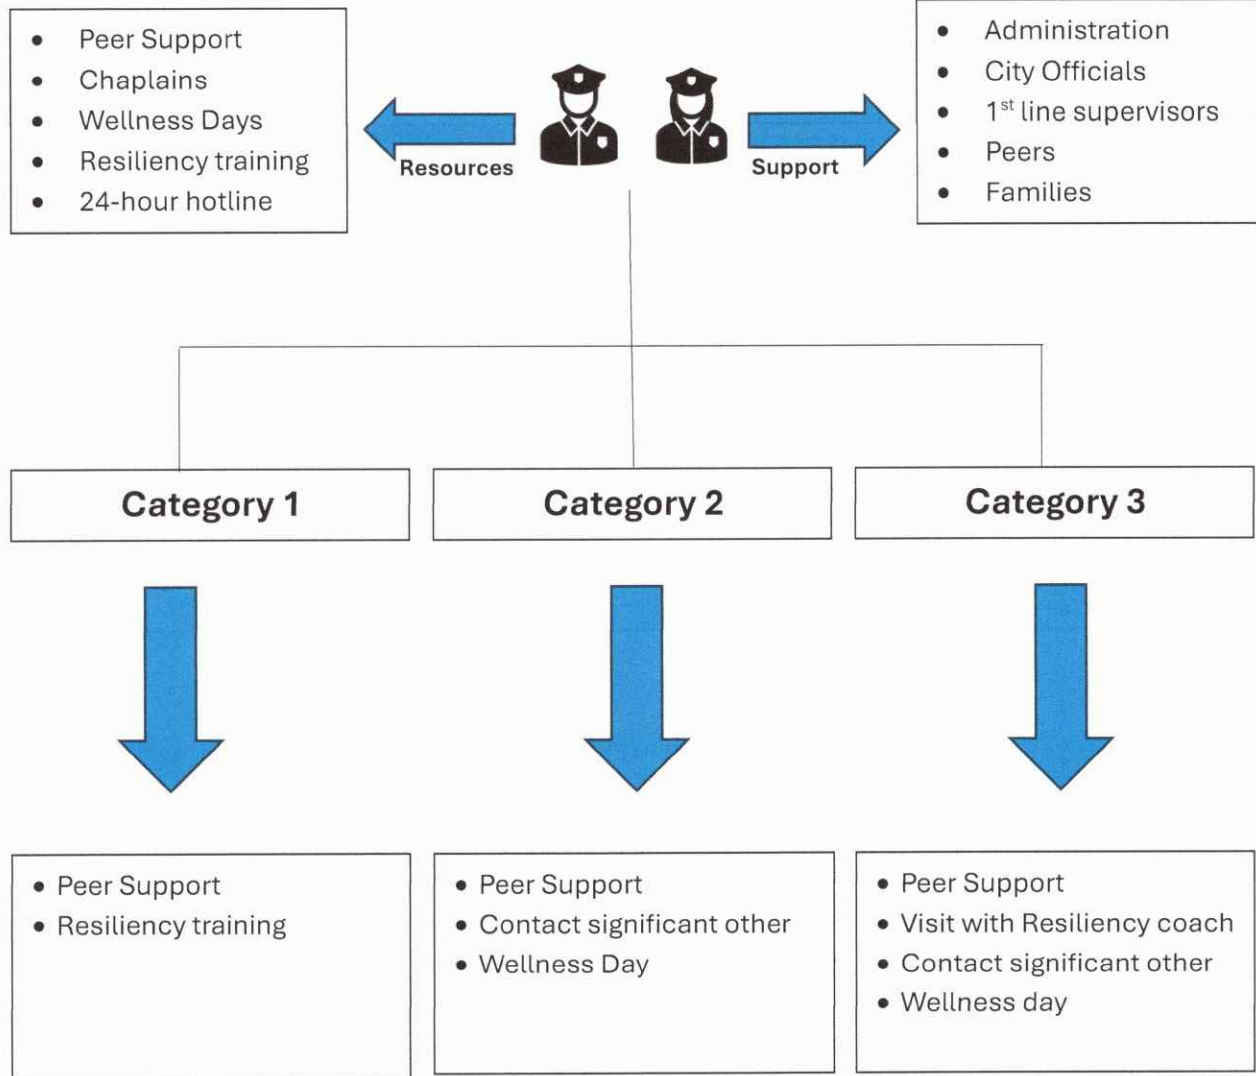 • Peer Support
• Chaplains
• Wellness Days
• Resiliency training
• 24-hour hotline
Resources
Support
• Administration
• City Officials
• 1st line supervisors
• Peers
• Families
Category 1
Category 2
Category 3
• Peer Support
• Resiliency training
• Peer Support
• Contact significant other
• Wellness Day
• Peer Support
• Visit with Resiliency coach
• Contact significant other
• Wellness day